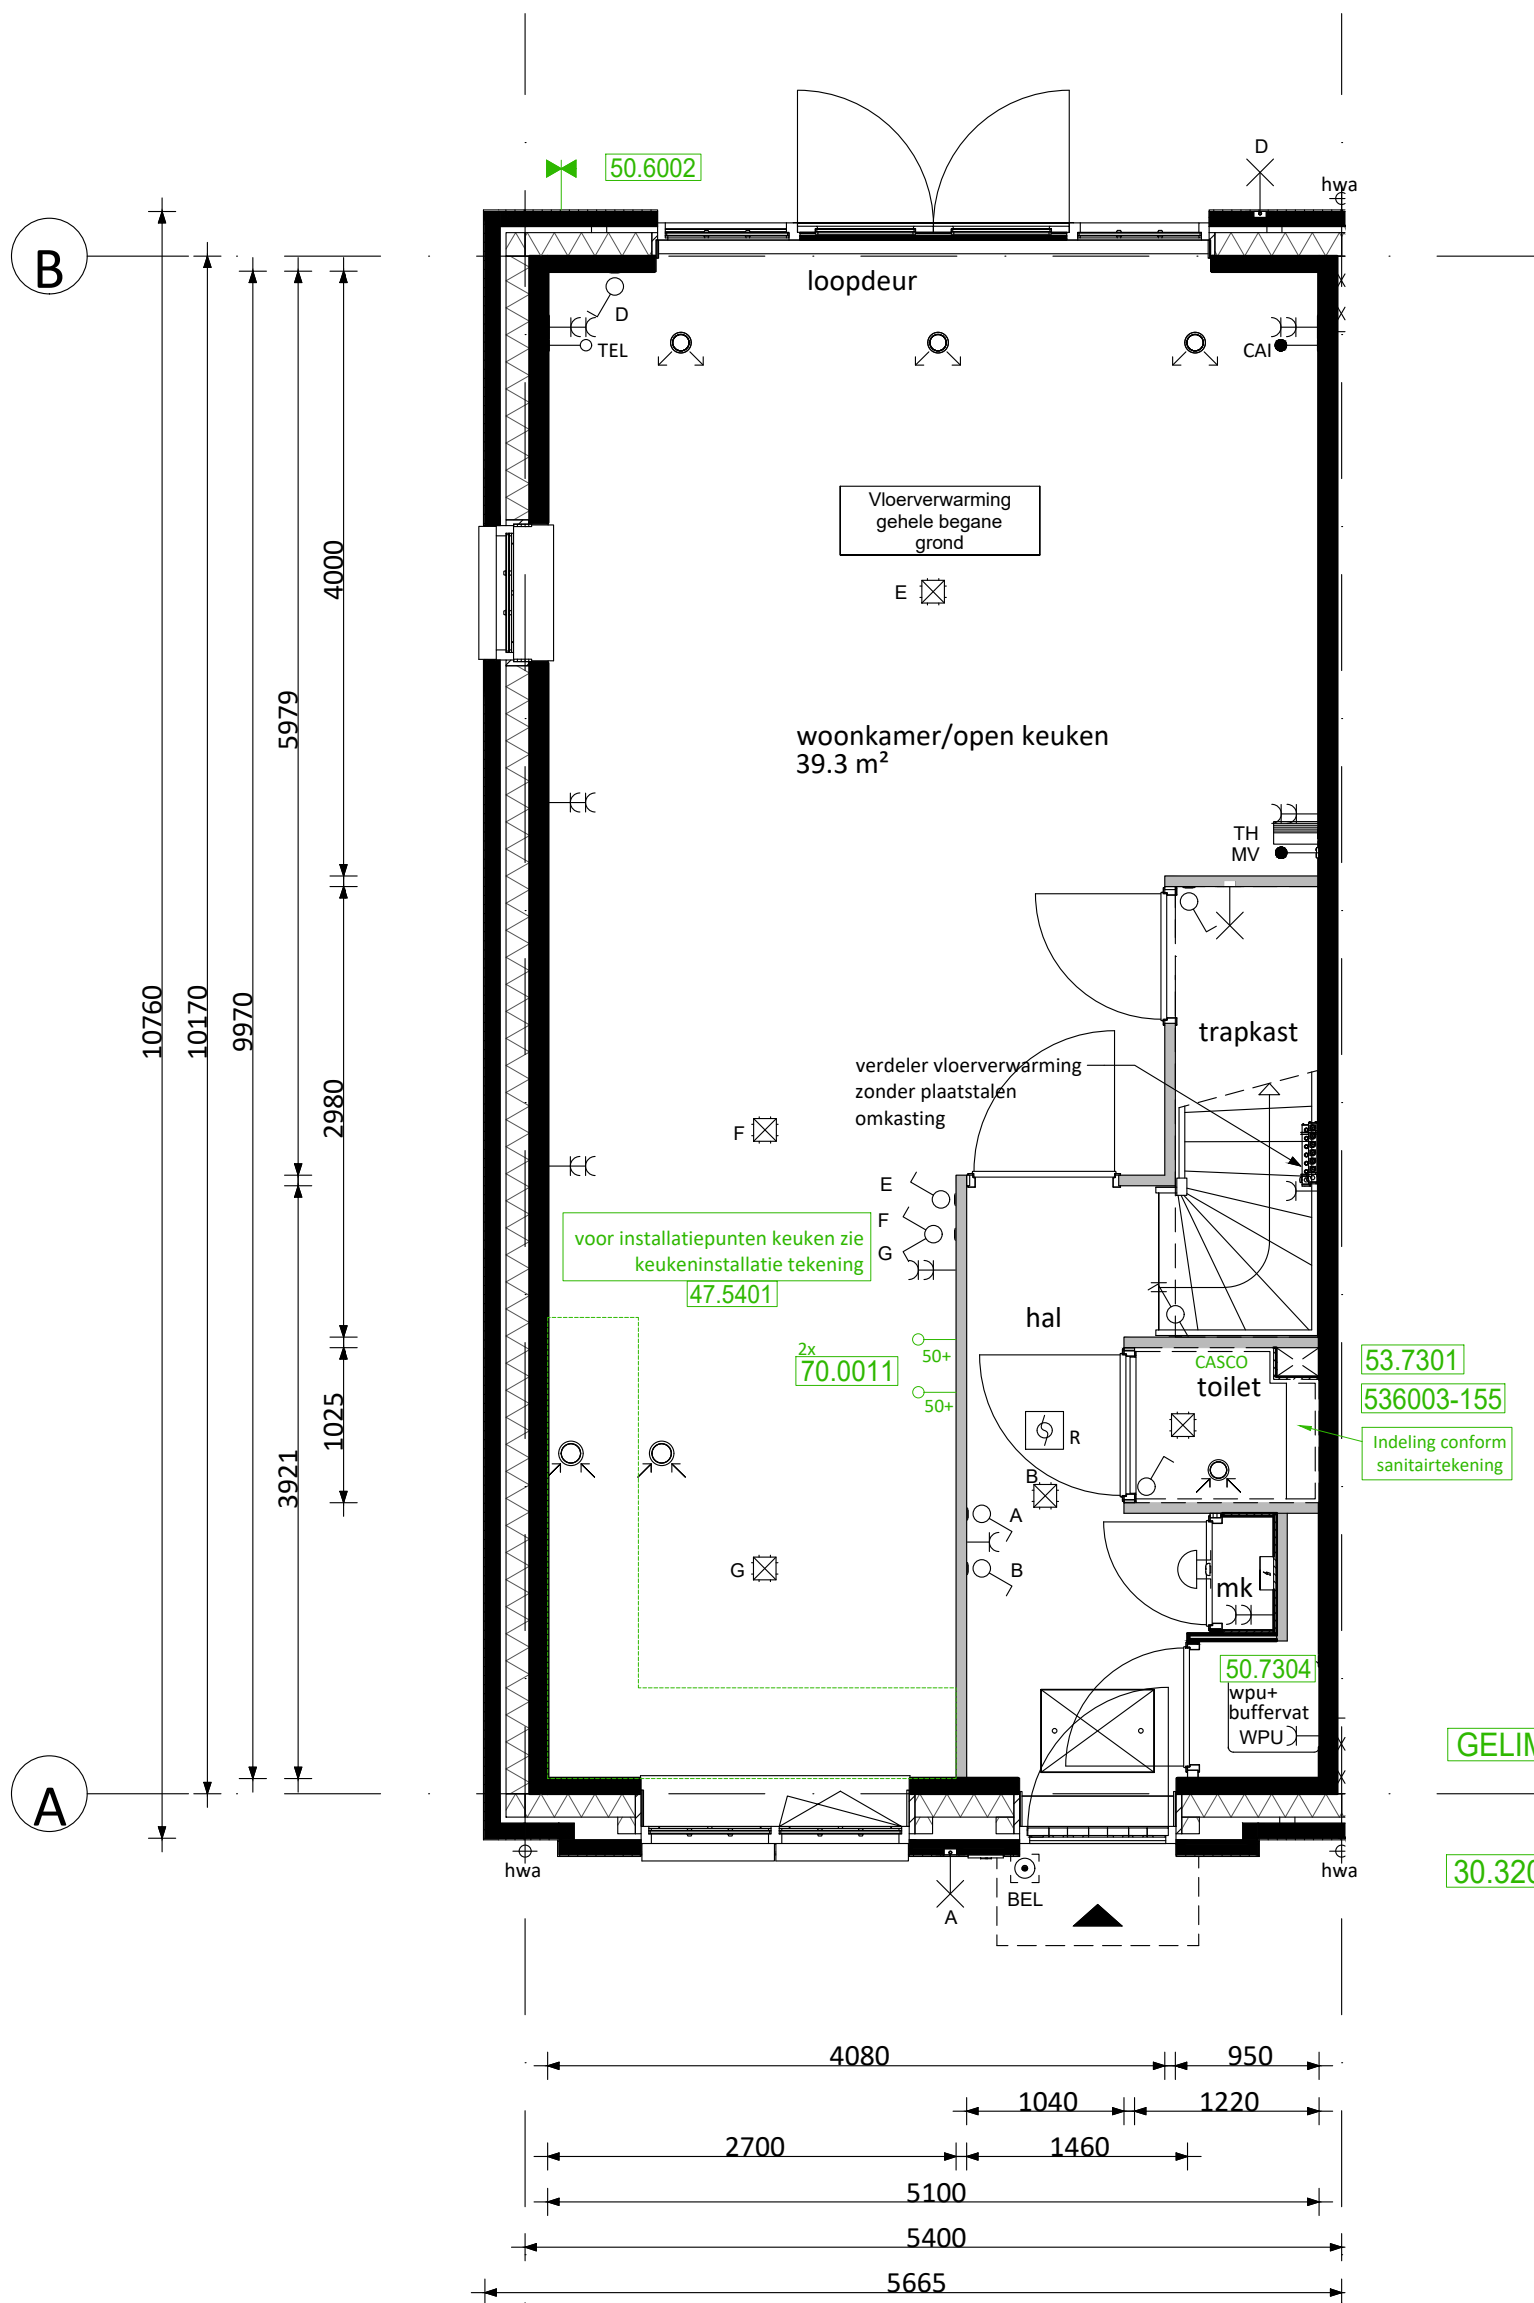 50.6002
D
hwa
B
loopdeur
D
TEL
CAI
Vloerverwarming
gehele begane
grond
E
4000
5979
woonkamer/open keuken
39.3 m²
TH
MV
10760
10170
9970
trapkast
verdeler vloerverwarming
zonder plaatstalen
omkasting
2980
F
E
F
G
voor installatiepunten keuken zie
keukeninstallatie tekening
47.5401
hal
2x
70.0011
50+
50+
CASCO
toilet
53.7301
536003-155
Indeling conform
sanitairtekening
1025
3921
R
B
A
B
G
mk
50.7304
wpu+
buffervat
WPU
GELIM
A
hwa
A
BEL
hwa
30.320
4080
950
1040
1220
2700
1460
5100
5400
5665